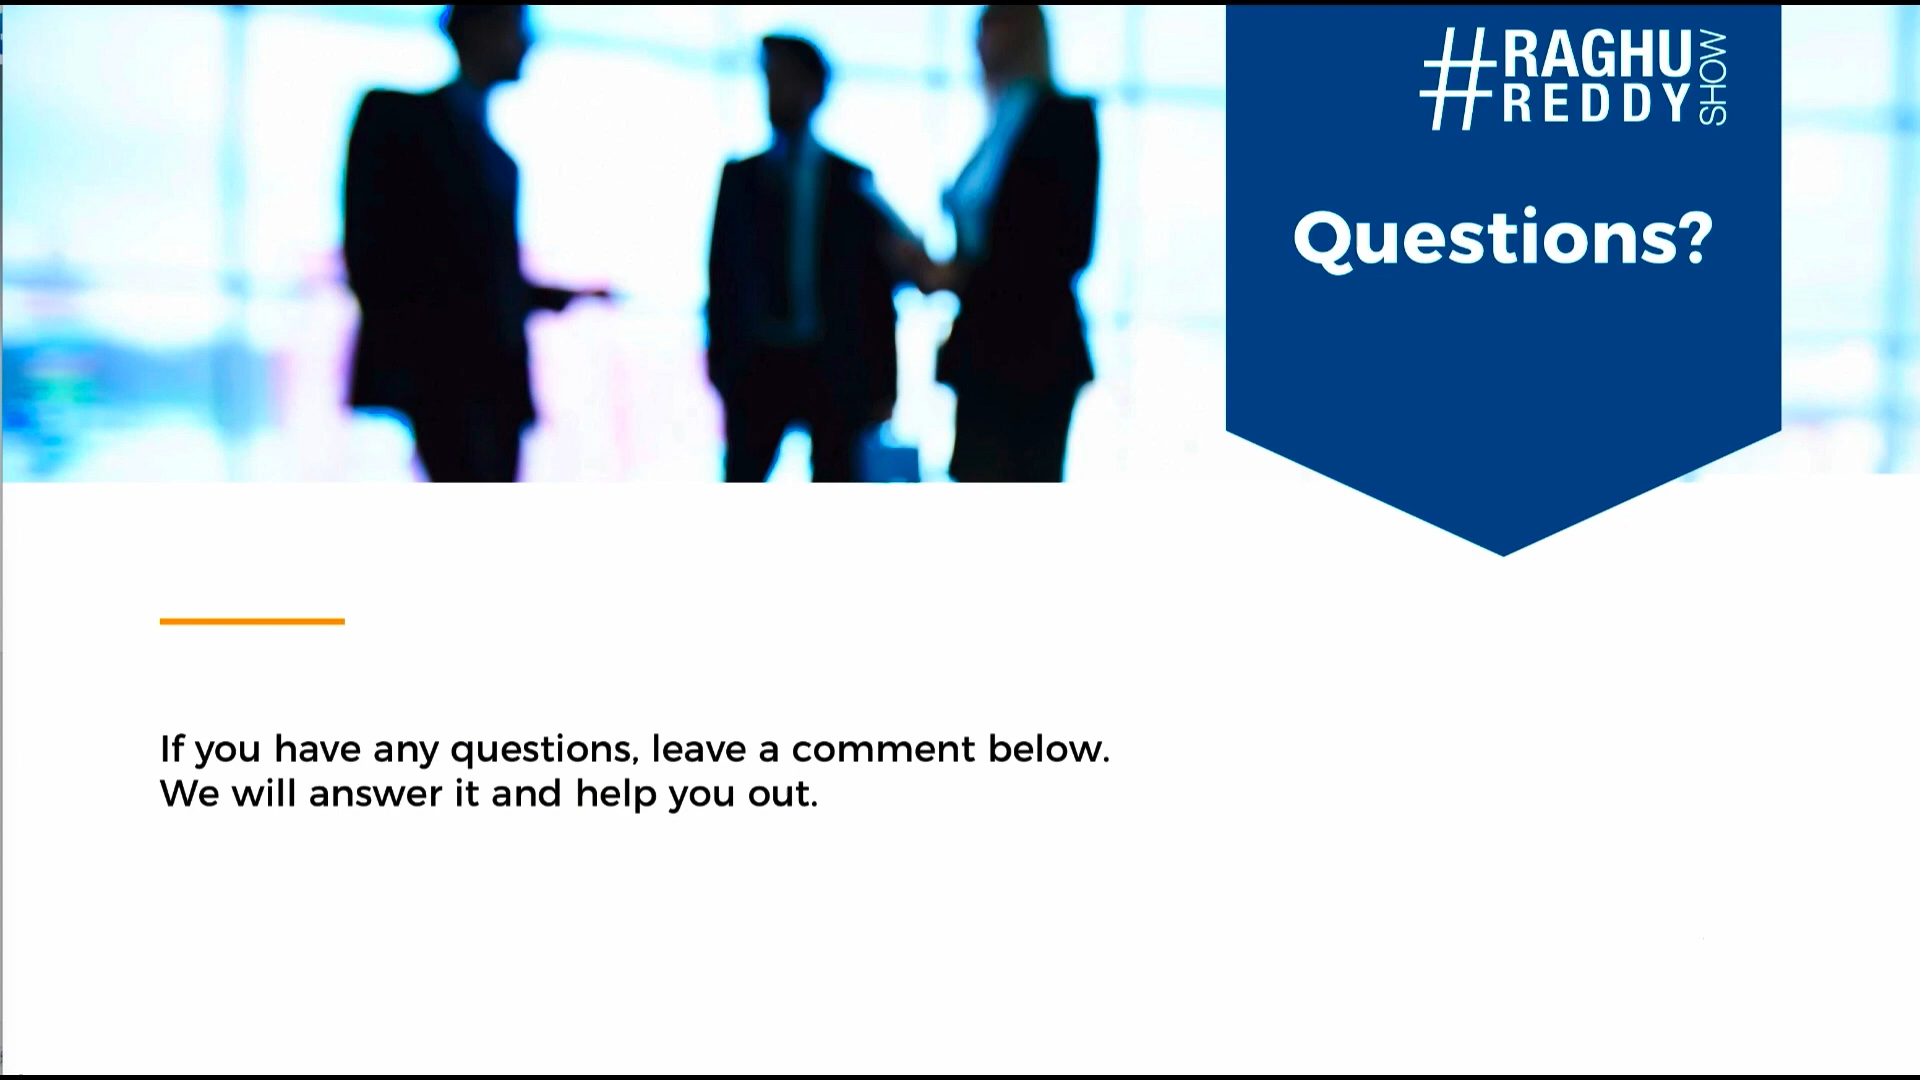 #RAGHU
REDDY
SHOW
Questions?
If you have any questions, leave a comment below.
We will answer it and help you out.